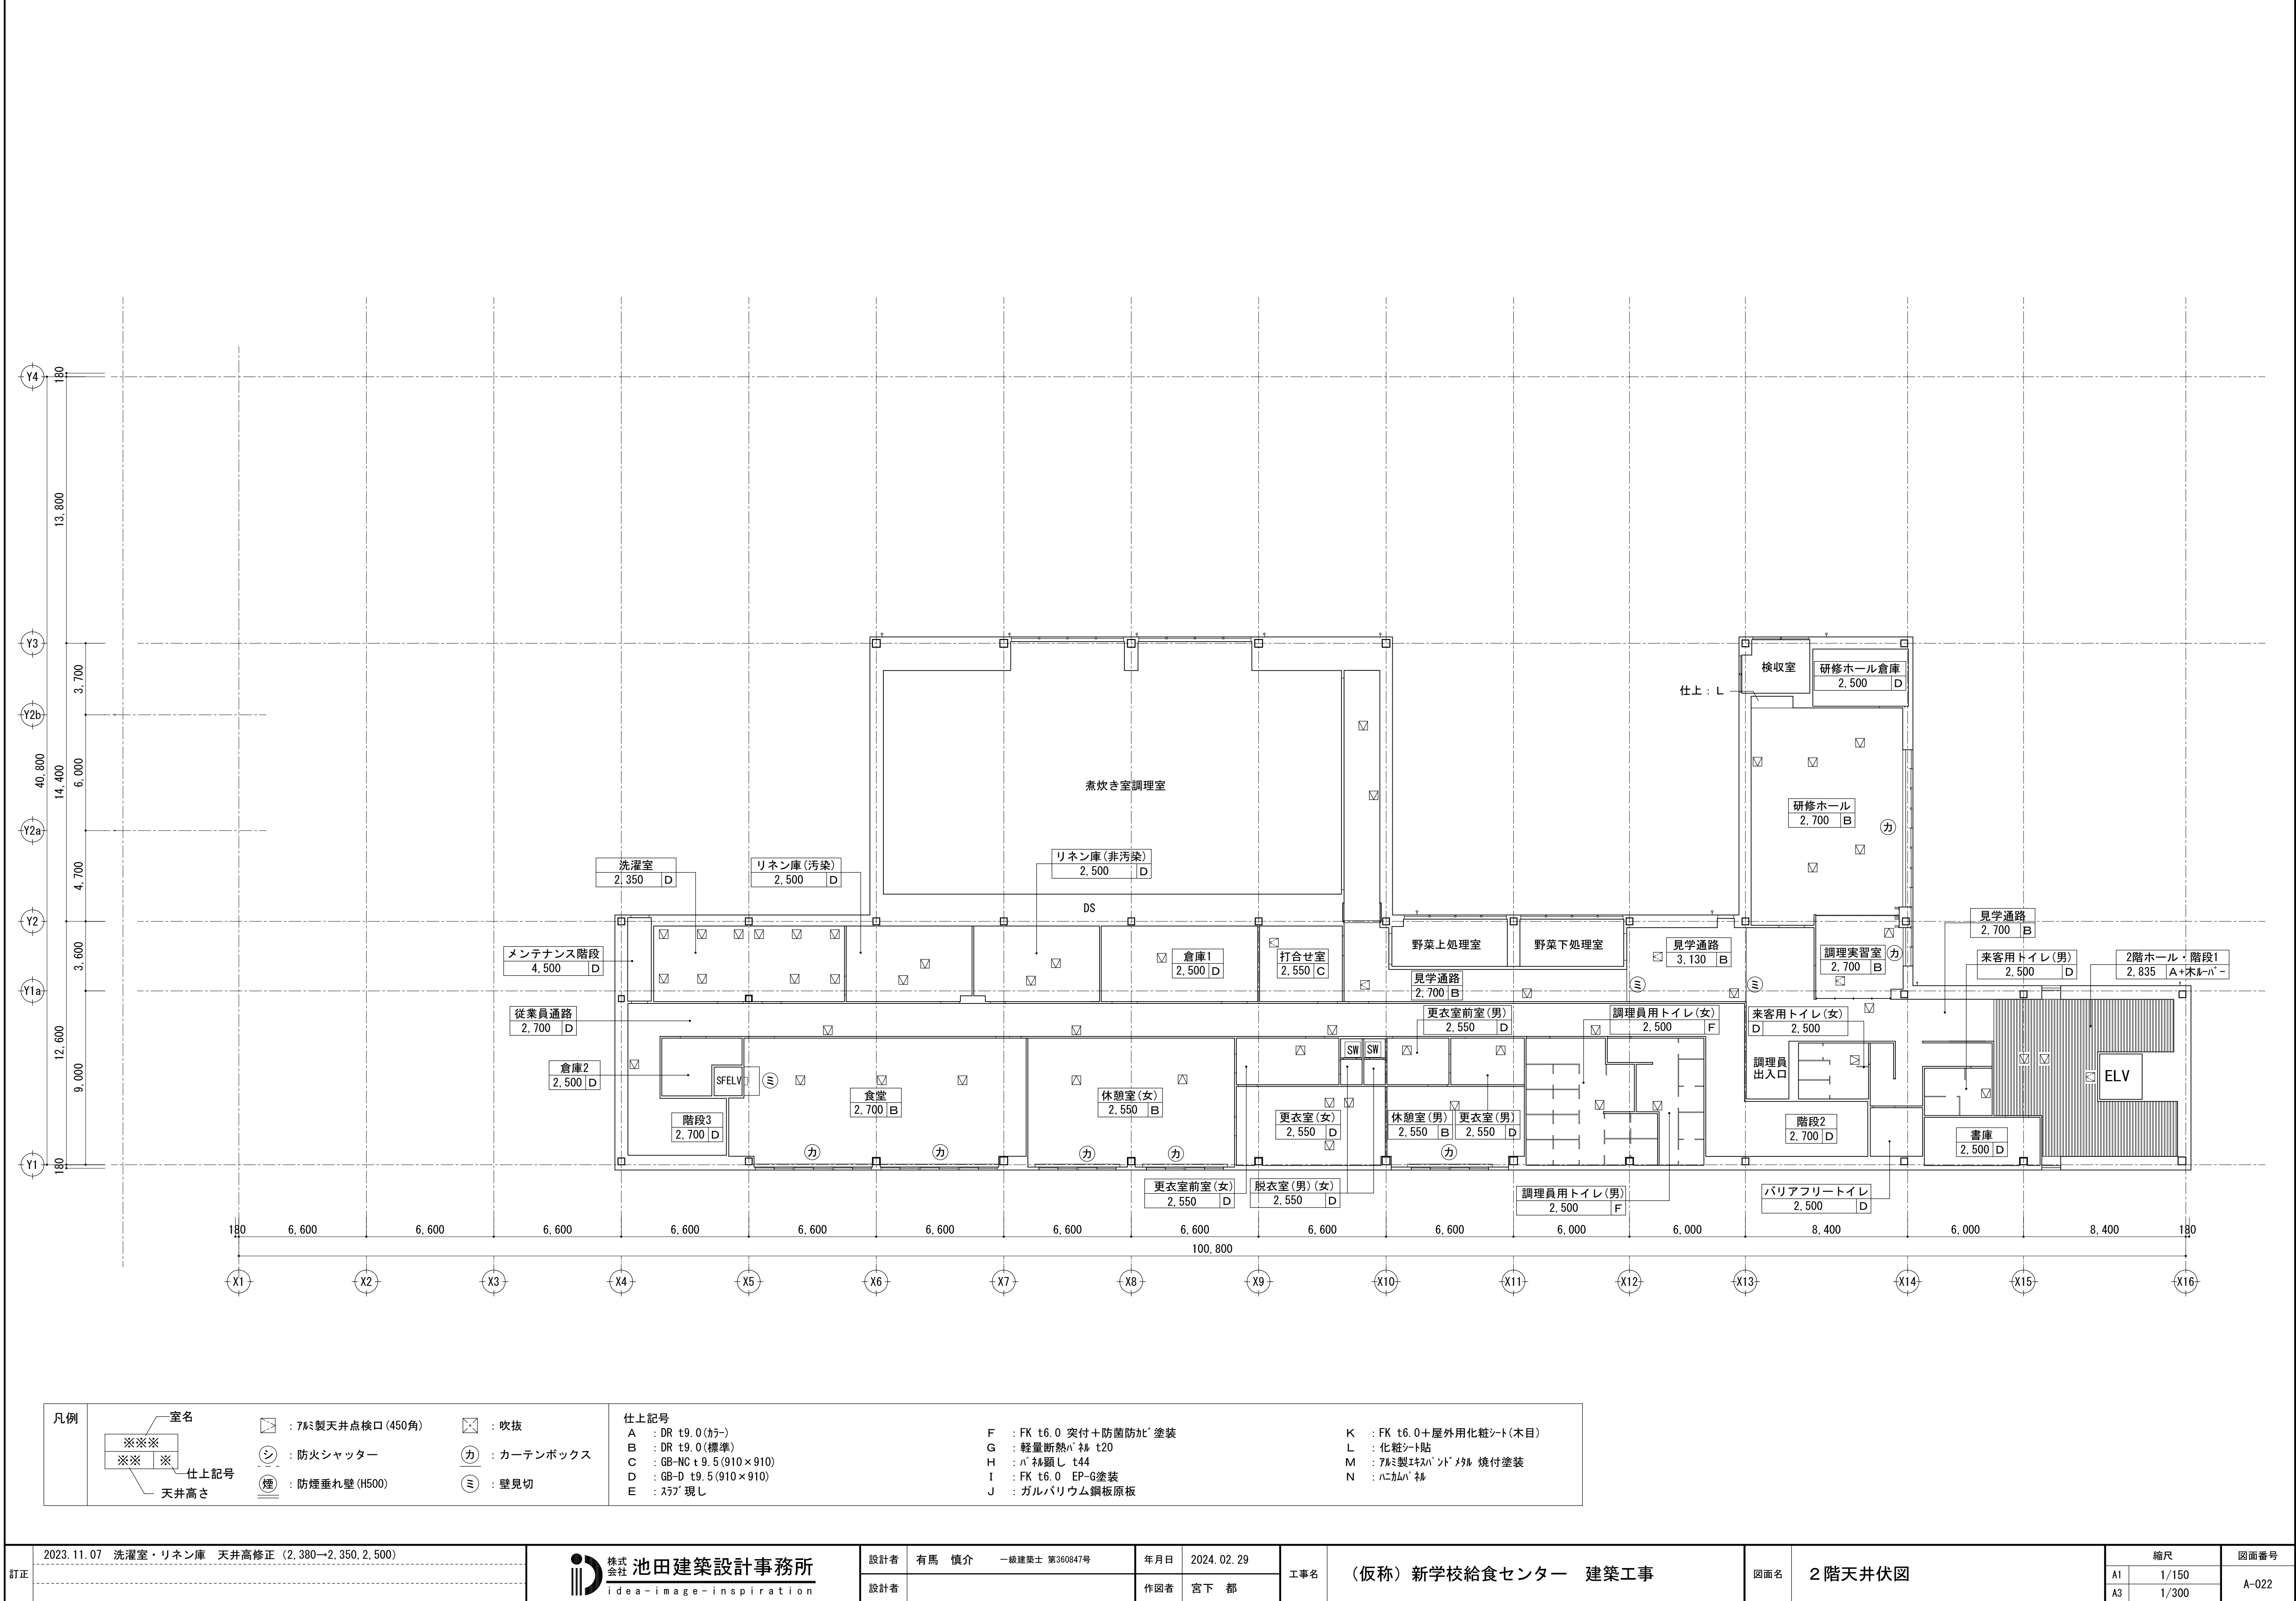 Y4
Y3
Y2b
Y2a
Y2
Y1a
Y1
180
13,800
40,800
14,400
12,600
180
3,700
6,000
4,700
3,600
9,000
検収室
研修ホール倉庫
2,500 D
仕上:L
煮炊き室調理室
研修ホール
2,700 B
カ
洗濯室
2,350 D
リネン庫(汚染)
2,500 D
リネン庫(非汚染)
2,500 D
DS
見学通路
2,700 B
メンテナンス階段
4,500 D
倉庫1
2,500 D
打合せ室
2,550 C
野菜上処理室
野菜下処理室
見学通路
3,130 B
調理実習室
2,700 B
カ
来客用トイレ(男)
2,500 D
2階ホール・階段1
2,835 A+木ルーバー
見学通路
2,700 B
ミ
ミ
従業員通路
2,700 D
更衣室前室(男)
2,550 D
調理員用トイレ(女)
2,500 F
来客用トイレ(女)
D 2,500
SW
SW
倉庫2
2,500 D
SFELV
ミ
食堂
2,700 B
休憩室(女)
2,550 B
調理員
出入口
ELV
階段3
2,700 D
更衣室(女)
2,550 D
休憩室(男)
2,550 B
更衣室(男)
2,550 D
階段2
2,700 D
書庫
2,500 D
カ
カ
カ
カ
カ
更衣室前室(女)
2,550 D
脱衣室(男)(女)
2,550 D
調理員用トイレ(男)
2,500 F
バリアフリートイレ
2,500 D
180 6,600 6,600 6,600 6,600 6,600 6,600 6,600 6,600 6,600 6,600 6,000 6,000 8,400 6,000 8,400 180
100,800
X1 X2 X3 X4 X5 X6 X7 X8 X9 X10 X11 X12 X13 X14 X15 X16
凡例
室名
※※※
※※ ※
仕上記号
天井高さ
:アルミ製天井点検口(450角)
シ :防火シャッター
煙 :防煙垂れ壁(H500)
:吹抜
カ :カーテンボックス
ミ :壁見切
仕上記号
A :DR t9.0(カラー)
B :DR t9.0(標準)
C :GB-NC t 9.5(910×910)
D :GB-D t9.5(910×910)
E :スラブ現し
F :FK t6.0 突付+防菌防カビ塗装
G :軽量断熱パネル t20
H :パネル顕し t44
I :FK t6.0 EP-G塗装
J :ガルバリウム鋼板原板
K :FK t6.0+屋外用化粧シート(木目)
L :化粧シート貼
M :アルミ製エキスパンドメタル 焼付塗装
N :ハニカムパネル
訂正
2023.11.07 洗濯室・リネン庫 天井高修正 (2,380→2,350,2,500)
株式会社 池田建築設計事務所
idea-image-inspiration
設計者 有馬 慎介 一級建築士 第360847号
設計者
年月日 2024.02.29
作図者 宮下 都
工事名 (仮称)新学校給食センター 建築工事
図面名 2階天井伏図
縮尺
A1 1/150
A3 1/300
図面番号
A-022